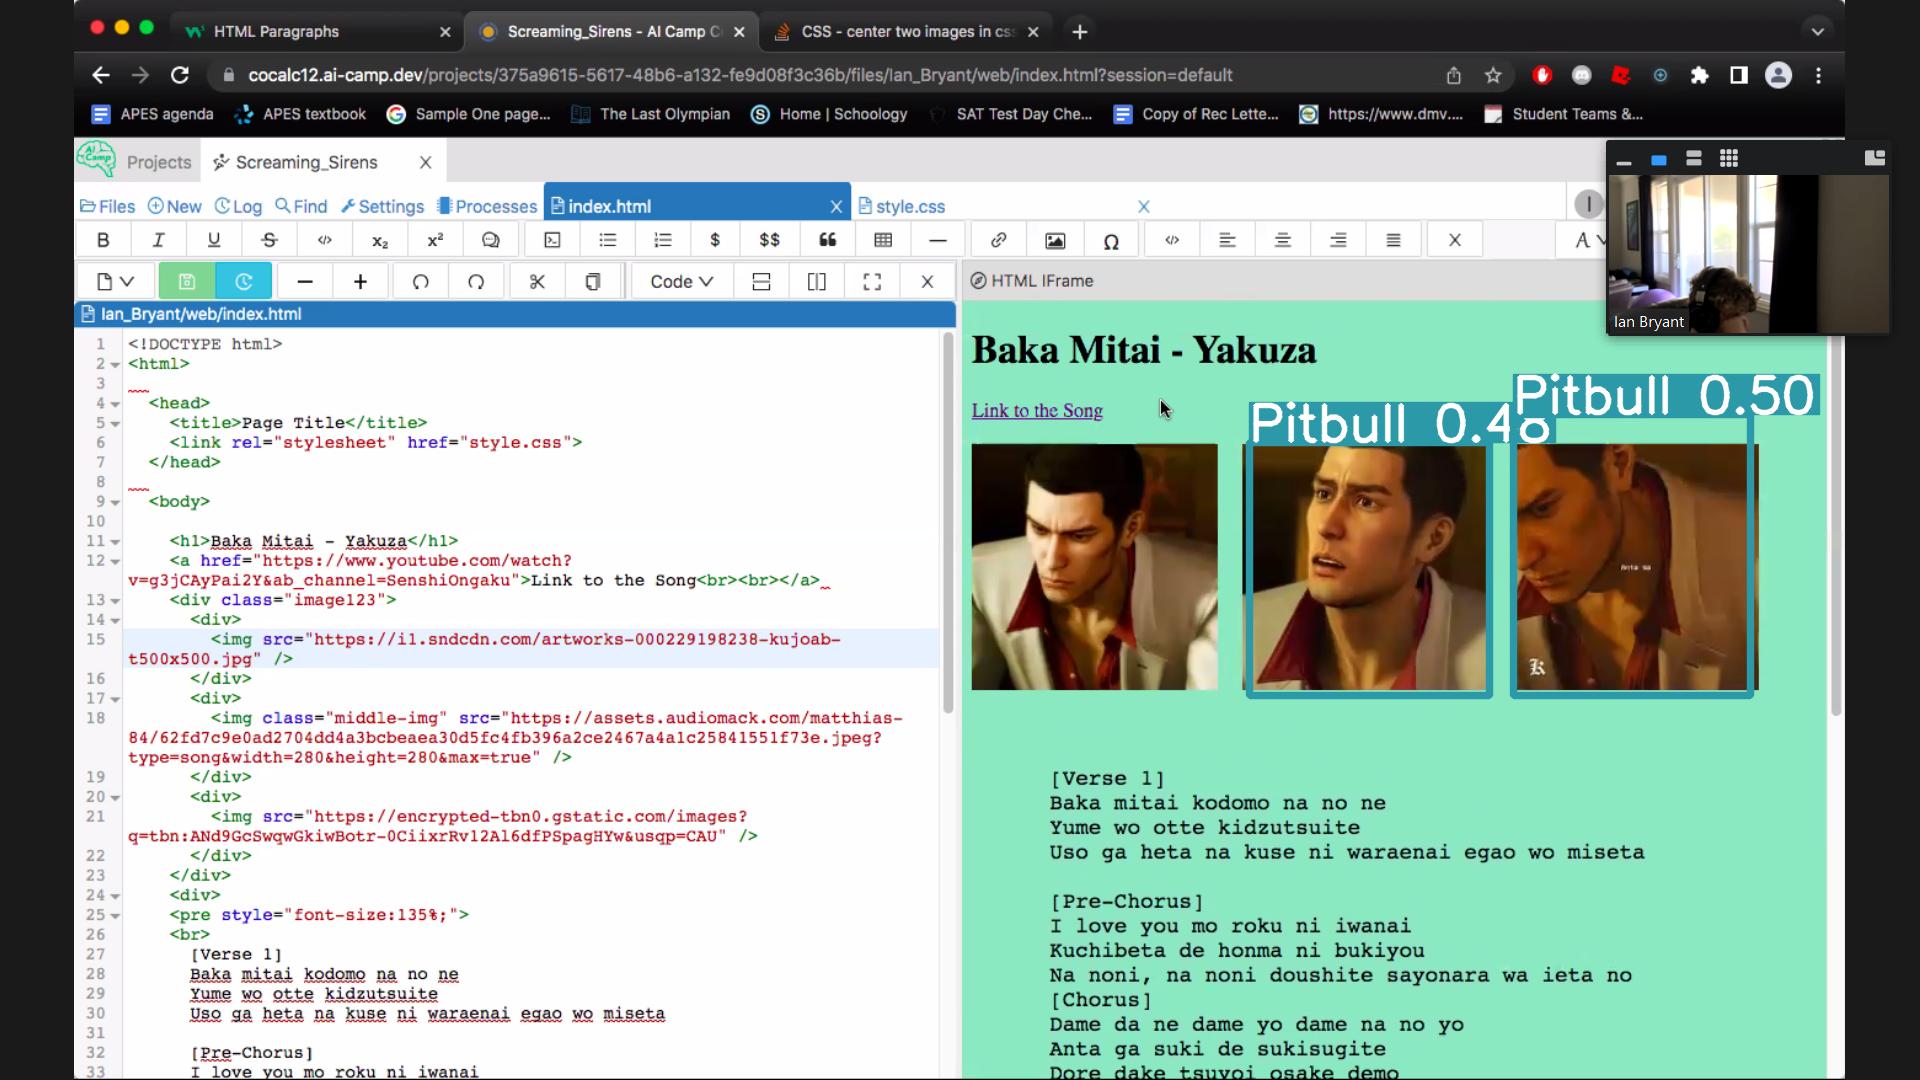 HTML Paragraphs
Screaming_Sirens - AI Camp C
CSS - center two images in css
cocalc12.ai-camp.dev/projects/375a9615-5617-48b6-a132-fe9d08f3c36b/files/Ian_Bryant/web/index.html?session=default
APES agenda
APES textbook
Sample One page...
The Last Olympian
Home | Schoology
SAT Test Day Che...
Copy of Rec Lette...
https://www.dmv....
Student Teams &...
AI Camp
Projects
Screaming_Sirens
Files
New
Log
Find
Settings
Processes
index.html
style.css
Code
HTML IFrame
Ian Bryant
Ian_Bryant/web/index.html
1 <!DOCTYPE html>
2 <html>
3
4 <head>
5 <title>Page Title</title>
6 <link rel="stylesheet" href="style.css">
7 </head>
8
9 <body>
10
11 <h1>Baka Mitai - Yakuza</h1>
12 <a href="https://www.youtube.com/watch?
v=g3jCAyPai2Y&ab_channel=SenshiOngaku">Link to the Song<br><br></a>
13 <div class="image123">
14 <div>
15 <img src="https://i1.sndcdn.com/artworks-000229198238-kujoab-
t500x500.jpg" />
16 </div>
17 <div>
18 <img class="middle-img" src="https://assets.audiomack.com/matthias-
84/62fd7c9e0ad2704dd4a3bcbeaea30d5fc4fb396a2ce2467a4a1c25841551f73e.jpeg?
type=song&width=280&height=280&max=true" />
19 </div>
20 <div>
21 <img src="https://encrypted-tbn0.gstatic.com/images?
q=tbn:ANd9GcSwqwGkiwBotr-0CiixrRv12Al6dfPSpagHYw&usqp=CAU" />
22 </div>
23 </div>
24 <div>
25 <pre style="font-size:135%;">
26 <br>
27 [Verse 1]
28 Baka mitai kodomo na no ne
29 Yume wo otte kidzutsuite
30 Uso ga heta na kuse ni waraenai egao wo miseta
31
32 [Pre-Chorus]
33 I love you mo roku ni iwanai
Baka Mitai - Yakuza
Link to the Song
Pitbull 0.48
Pitbull 0.50
Anta ga
K
[Verse 1]
Baka mitai kodomo na no ne
Yume wo otte kidzutsuite
Uso ga heta na kuse ni waraenai egao wo miseta
[Pre-Chorus]
I love you mo roku ni iwanai
Kuchibeta de honma ni bukiyou
Na noni, na noni doushite sayonara wa ieta no
[Chorus]
Dame da ne dame yo dame na no yo
Anta ga suki de sukisugite
Dore dake tsuyoi osake demo